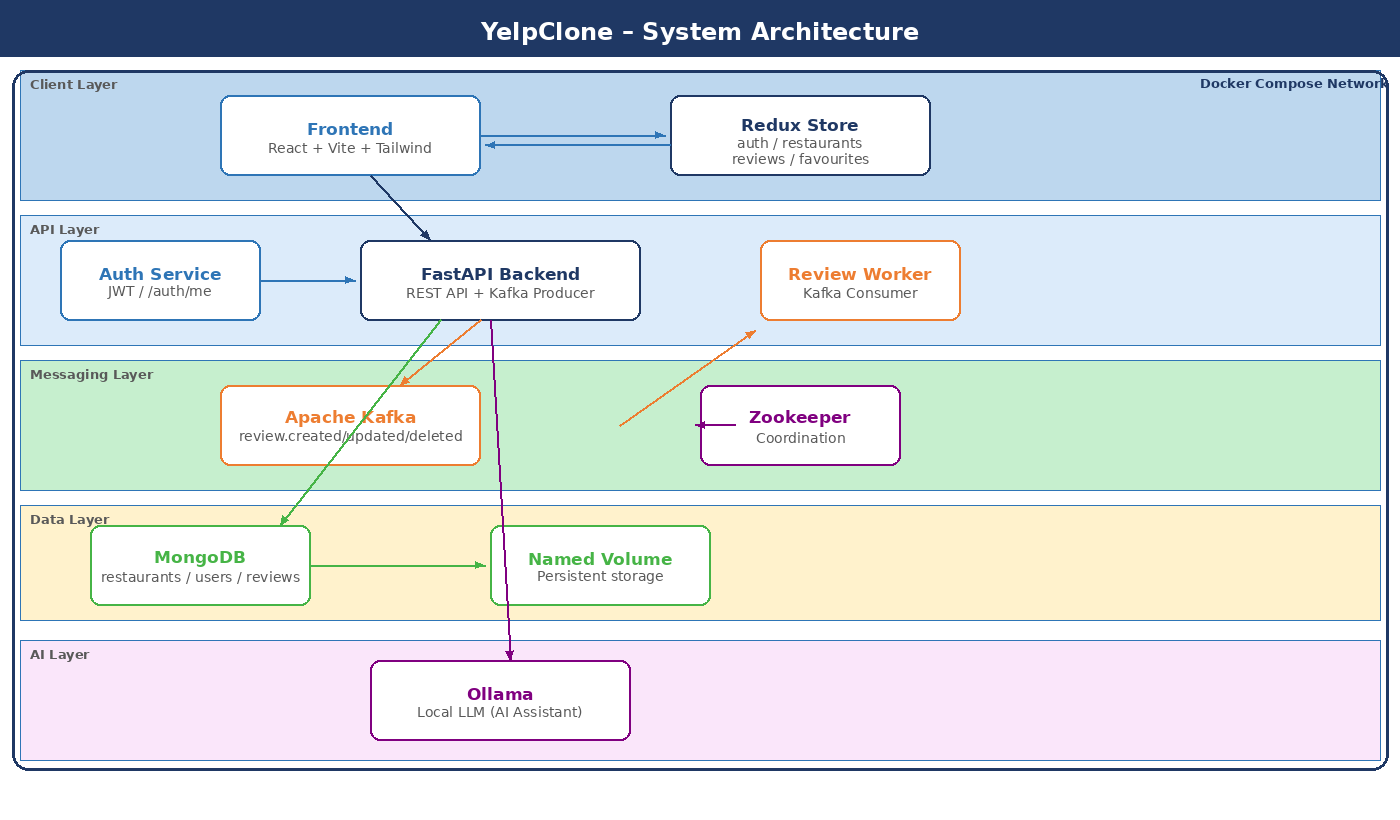 YelpClone – System Architecture
Client Layer
Docker Compose Network
Frontend
React + Vite + Tailwind
Redux Store
auth / restaurants
reviews / favourites
API Layer
Auth Service
JWT / /auth/me
FastAPI Backend
REST API + Kafka Producer
Review Worker
Kafka Consumer
Messaging Layer
Apache Kafka
review.created/updated/deleted
Zookeeper
Coordination
Data Layer
MongoDB
restaurants / users / reviews
Named Volume
Persistent storage
AI Layer
Ollama
Local LLM (AI Assistant)